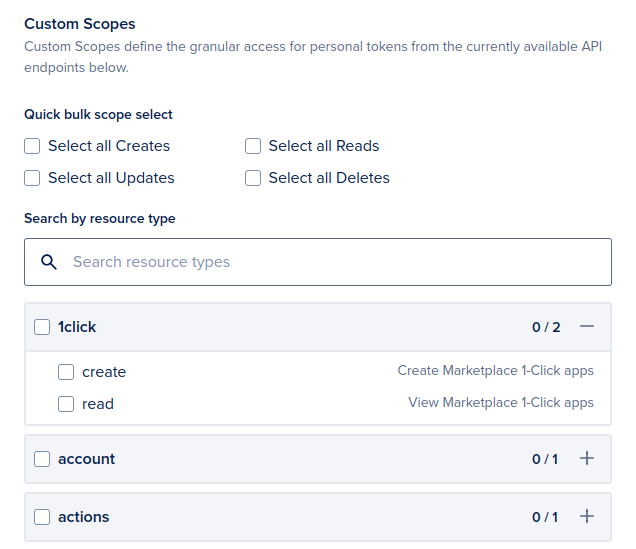 Custom Scopes
Custom Scopes define the granular access for personal tokens from the currently available API
endpoints below.
Quick bulk scope select
Select all Creates
Select all Reads
Select all Updates
Select all Deletes
Search by resource type
Search resource types
1click 0 / 2
create Create Marketplace 1-Click apps
read View Marketplace 1-Click apps
account 0 / 1
actions 0 / 1